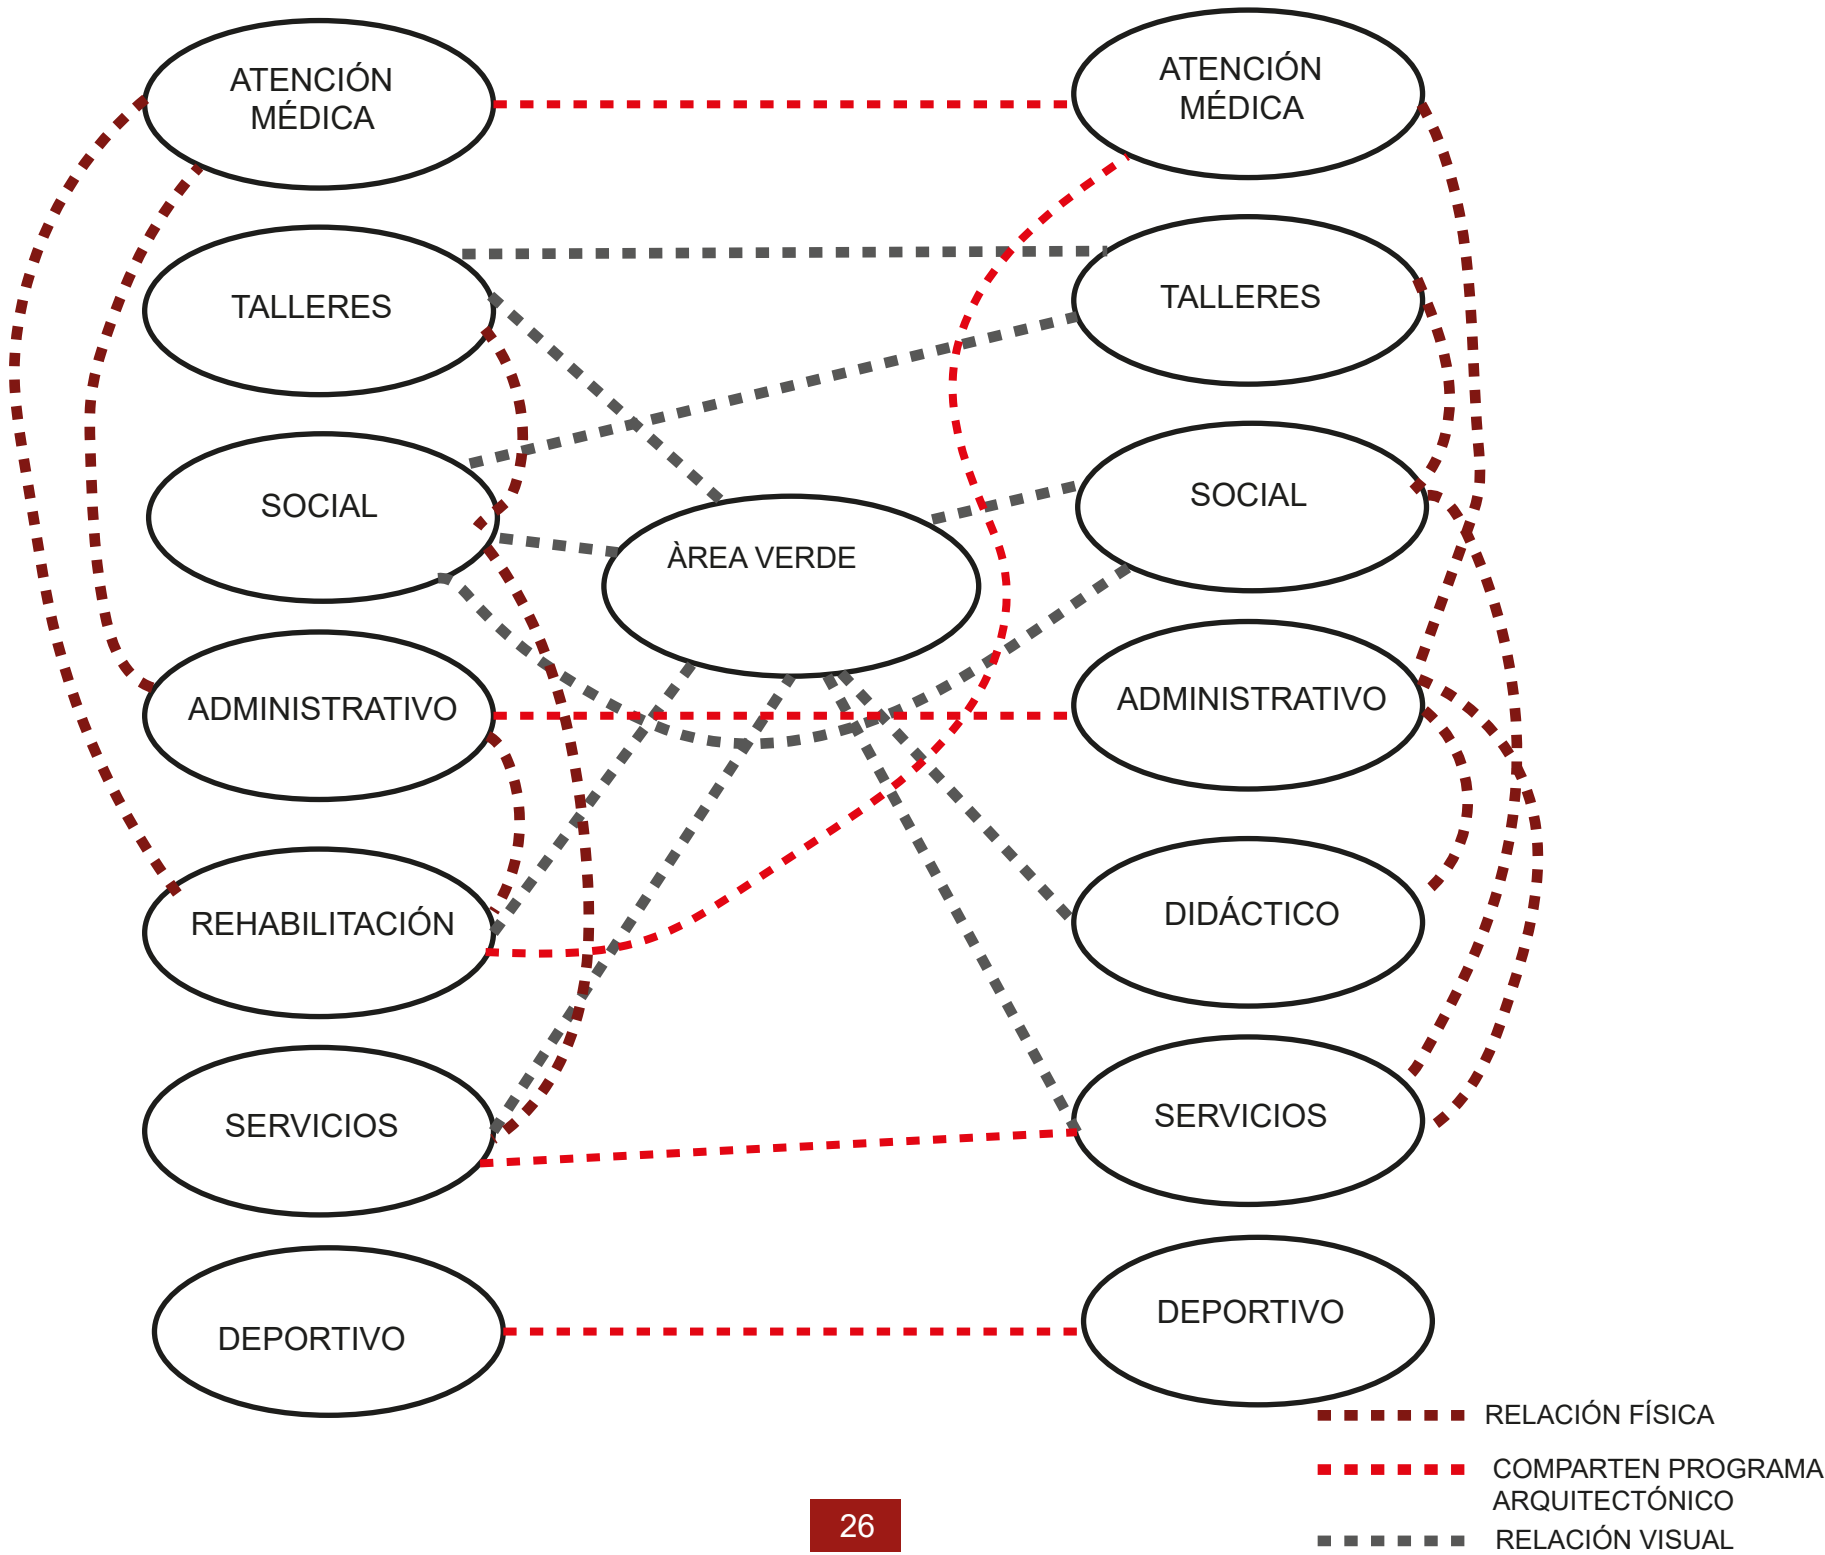 ATENCIÓN
MÉDICA
TALLERES
SOCIAL
ADMINISTRATIVO
REHABILITACIÓN
SERVICIOS
DEPORTIVO
ÀREA VERDE
ATENCIÓN
MÉDICA
TALLERES
SOCIAL
ADMINISTRATIVO
DIDÁCTICO
SERVICIOS
DEPORTIVO
RELACIÓN FÍSICA
COMPARTEN PROGRAMA
ARQUITECTÓNICO
RELACIÓN VISUAL
26